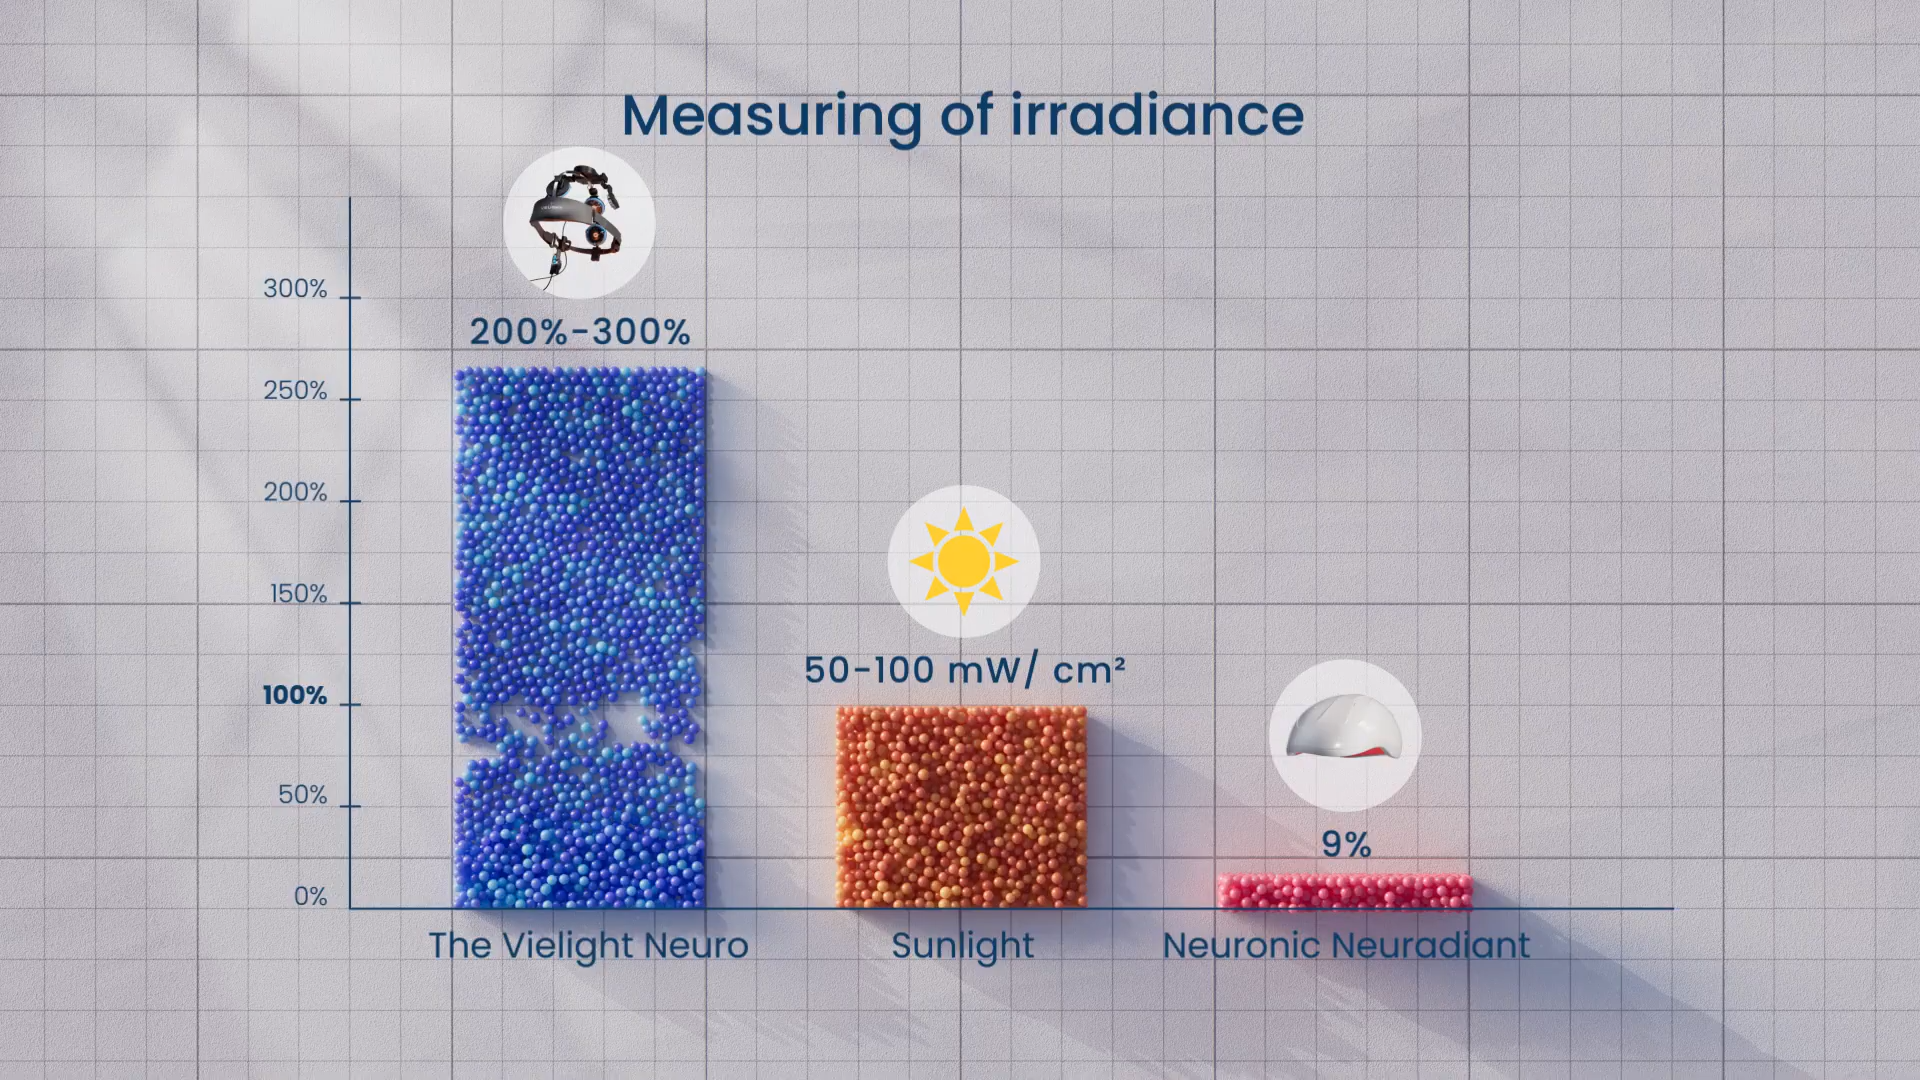 Measuring of irradiance
300%
250%
200%
150%
100%
50%
0%
200%-300%
50-100 mW/ cm²
9%
The Vielight Neuro
Sunlight
Neuronic Neuradiant